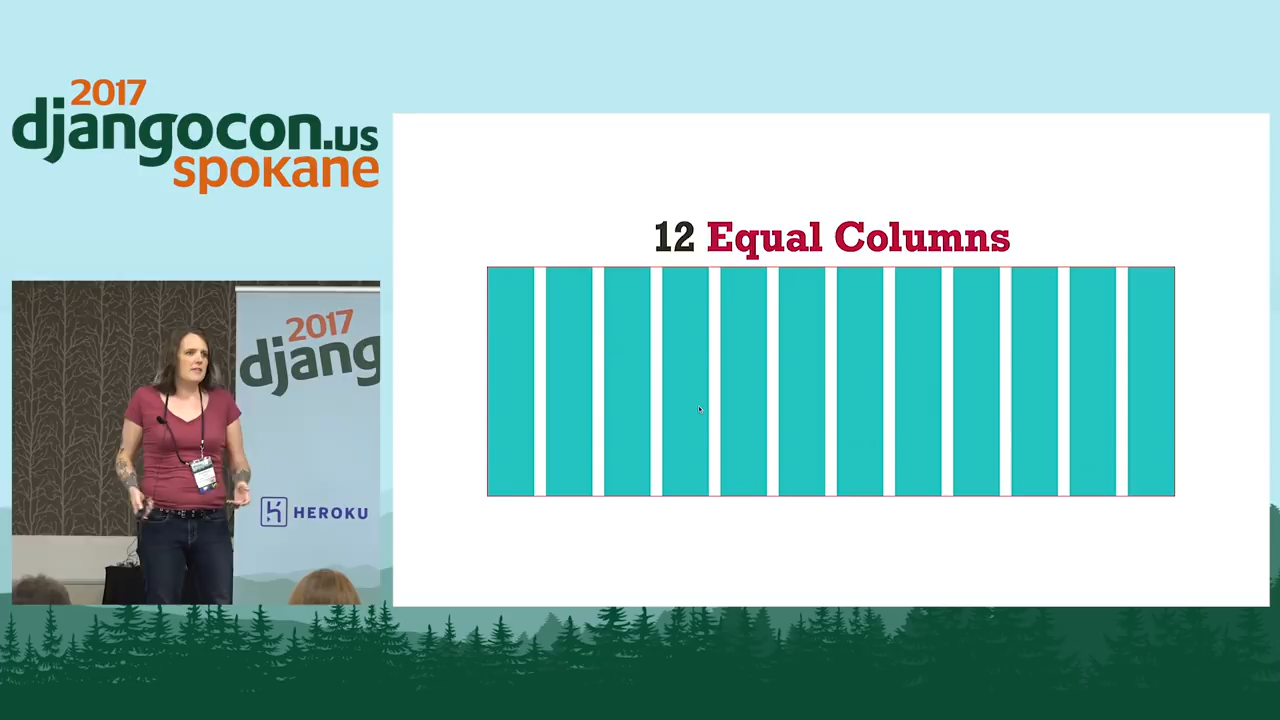 2017
djangocon.us
spokane
12 Equal Columns
2017
djang
HEROKU